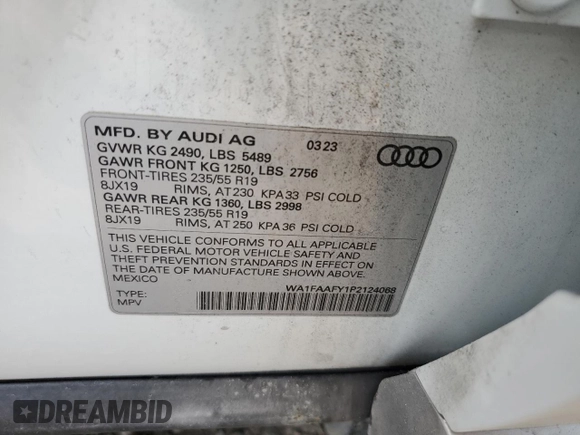 MFD. BY AUDI AG 03 23
GVWR KG 2490, LBS 5489
GAWR FRONT KG 1250, LBS 2756
FRONT-TIRES 235/55 R19
8JX19 RIMS, AT 230 KPA 33 PSI COLD
GAWR REAR KG 1360, LBS 2998
REAR-TIRES 235/55 R19
8JX19 RIMS, AT 250 KPA 36 PSI COLD
THIS VEHICLE CONFORMS TO ALL APPLICABLE
U.S. FEDERAL MOTOR VEHICLE SAFETY AND
THEFT PREVENTION STANDARDS IN EFFECT ON
THE DATE OF MANUFACTURE SHOWN ABOVE.
MEXICO
WA1FAAFY1P2124068
TYPE:
MPV
DREAMBID